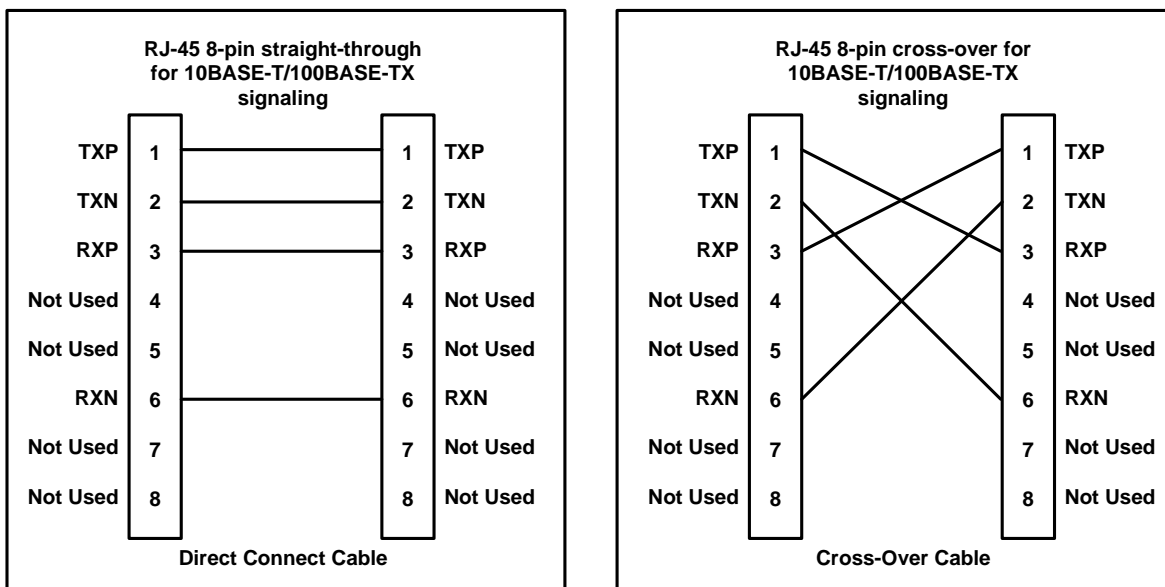 RJ-45 8-pin straight-through
for 10BASE-T/100BASE-TX
signaling
TXP 1 1 TXP
TXN 2 2 TXN
RXP 3 3 RXP
Not Used 4 4 Not Used
Not Used 5 5 Not Used
RXN 6 6 RXN
Not Used 7 7 Not Used
Not Used 8 8 Not Used
Direct Connect Cable
RJ-45 8-pin cross-over for
10BASE-T/100BASE-TX
signaling
TXP 1 1 TXP
TXN 2 2 TXN
RXP 3 3 RXP
Not Used 4 4 Not Used
Not Used 5 5 Not Used
RXN 6 6 RXN
Not Used 7 7 Not Used
Not Used 8 8 Not Used
Cross-Over Cable